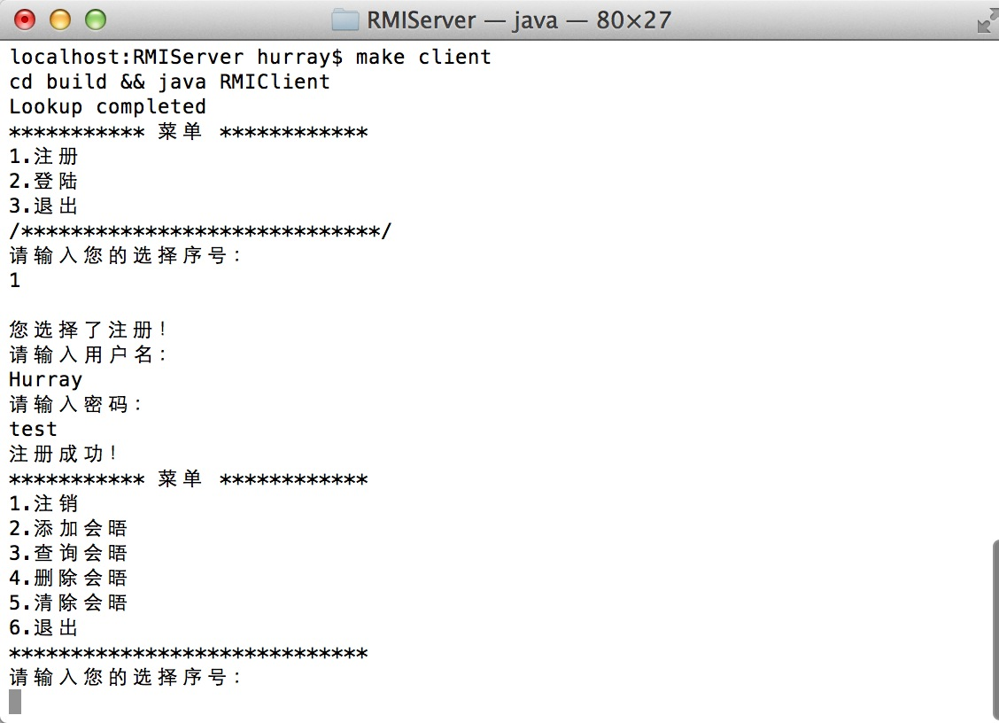 RMIServer — java — 80×27
localhost:RMIServer hurray$ make client
cd build && java RMIClient
Lookup completed
*********** 菜单 ************
1.注册
2.登陆
3.退出
/*****************************/
请输入您的选择序号：
1
您选择了注册！
请输入用户名：
Hurray
请输入密码：
test
注册成功！
*********** 菜单 ************
1.注销
2.添加会晤
3.查询会晤
4.删除会晤
5.清除会晤
6.退出
*****************************
请输入您的选择序号：